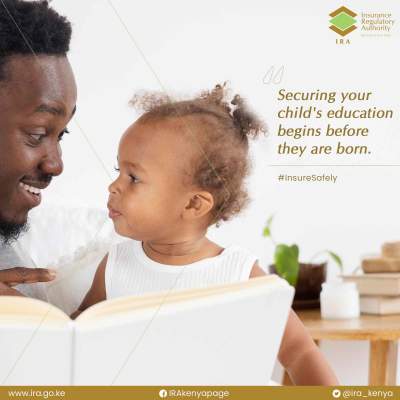 Insurance
Regulatory
Authority
IRA
Securing your
child's education
begins before
they are born.
#InsureSafely
www.ira.go.ke
IRAkenyapage
@ira_kenya